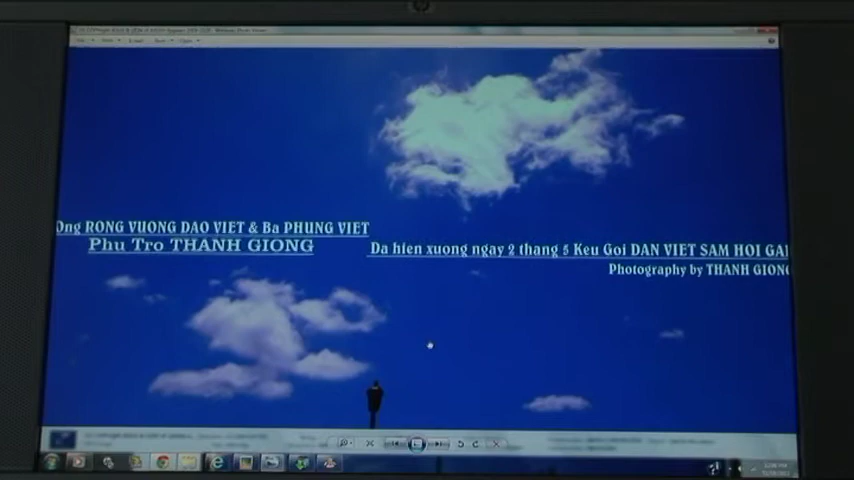 Ong RONG VUONG DAO VIET & Ba PHUNG VIET
Phu Tro THANH GIONG
Da hien xuong ngay 2 thang 5 Keu Goi DAN VIET SAM HOI
Photography by THANH GIONG